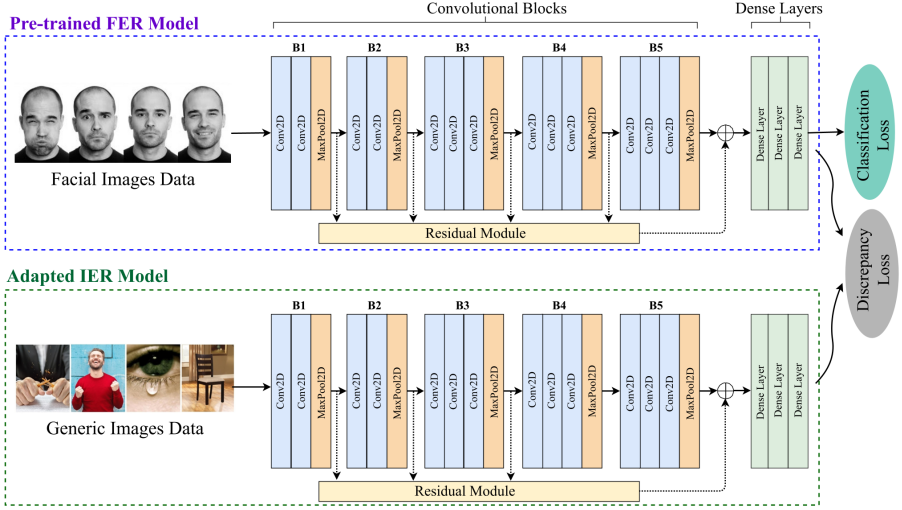 Convolutional Blocks
Dense Layers
Pre-trained FER Model
B1
B2
B3
B4
B5
Conv2D
Conv2D
MaxPool2D
Conv2D
Conv2D
MaxPool2D
Conv2D
Conv2D
Conv2D
MaxPool2D
Conv2D
Conv2D
Conv2D
MaxPool2D
Conv2D
Conv2D
Conv2D
MaxPool2D
Dense Layer
Dense Layer
Dense Layer
Classification
Loss
Facial Images Data
Residual Module
Discrepancy
Loss
Adapted IER Model
B1
B2
B3
B4
B5
Conv2D
Conv2D
MaxPool2D
Conv2D
Conv2D
MaxPool2D
Conv2D
Conv2D
Conv2D
MaxPool2D
Conv2D
Conv2D
Conv2D
MaxPool2D
Conv2D
Conv2D
Conv2D
MaxPool2D
Dense Layer
Dense Layer
Dense Layer
Generic Images Data
Residual Module